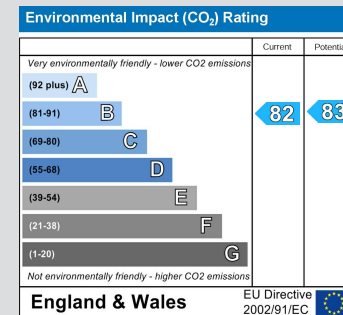 Environmental Impact (CO₂) Rating
Current Potentia
Very environmentally friendly - lower CO2 emissions
(92 plus) A
(81-91) B 82 83
(69-80) C
(55-68) D
(39-54) E
(21-38) F
(1-20) G
Not environmentally friendly - higher CO2 emissions
England & Wales
EU Directive
2002/91/EC